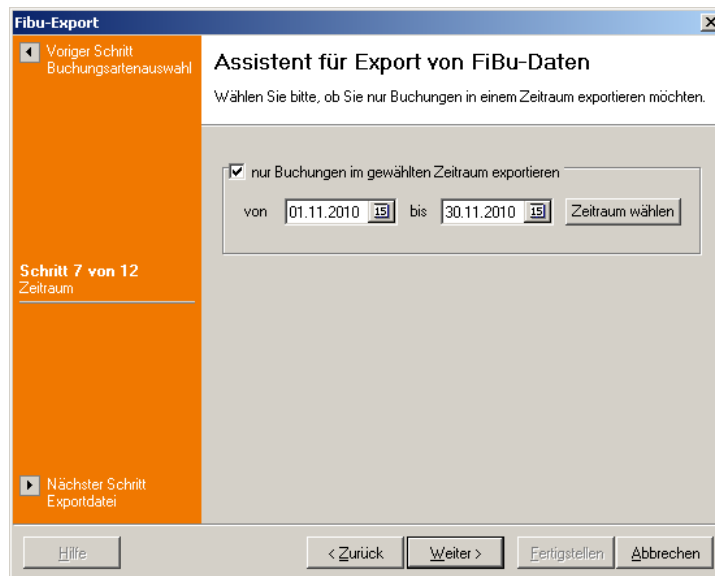 Fibu-Export
Voriger Schritt
Buchungsartenauswahl
Assistent für Export von FiBu-Daten
Wählen Sie bitte, ob Sie nur Buchungen in einem Zeitraum exportieren möchten.
nur Buchungen im gewählten Zeitraum exportieren
von 01.11.2010 15 bis 30.11.2010 15 Zeitraum wählen
Schritt 7 von 12
Zeitraum
Nächster Schritt
Exportdatei
Hilfe < Zurück Weiter > Fertigstellen Abbrechen